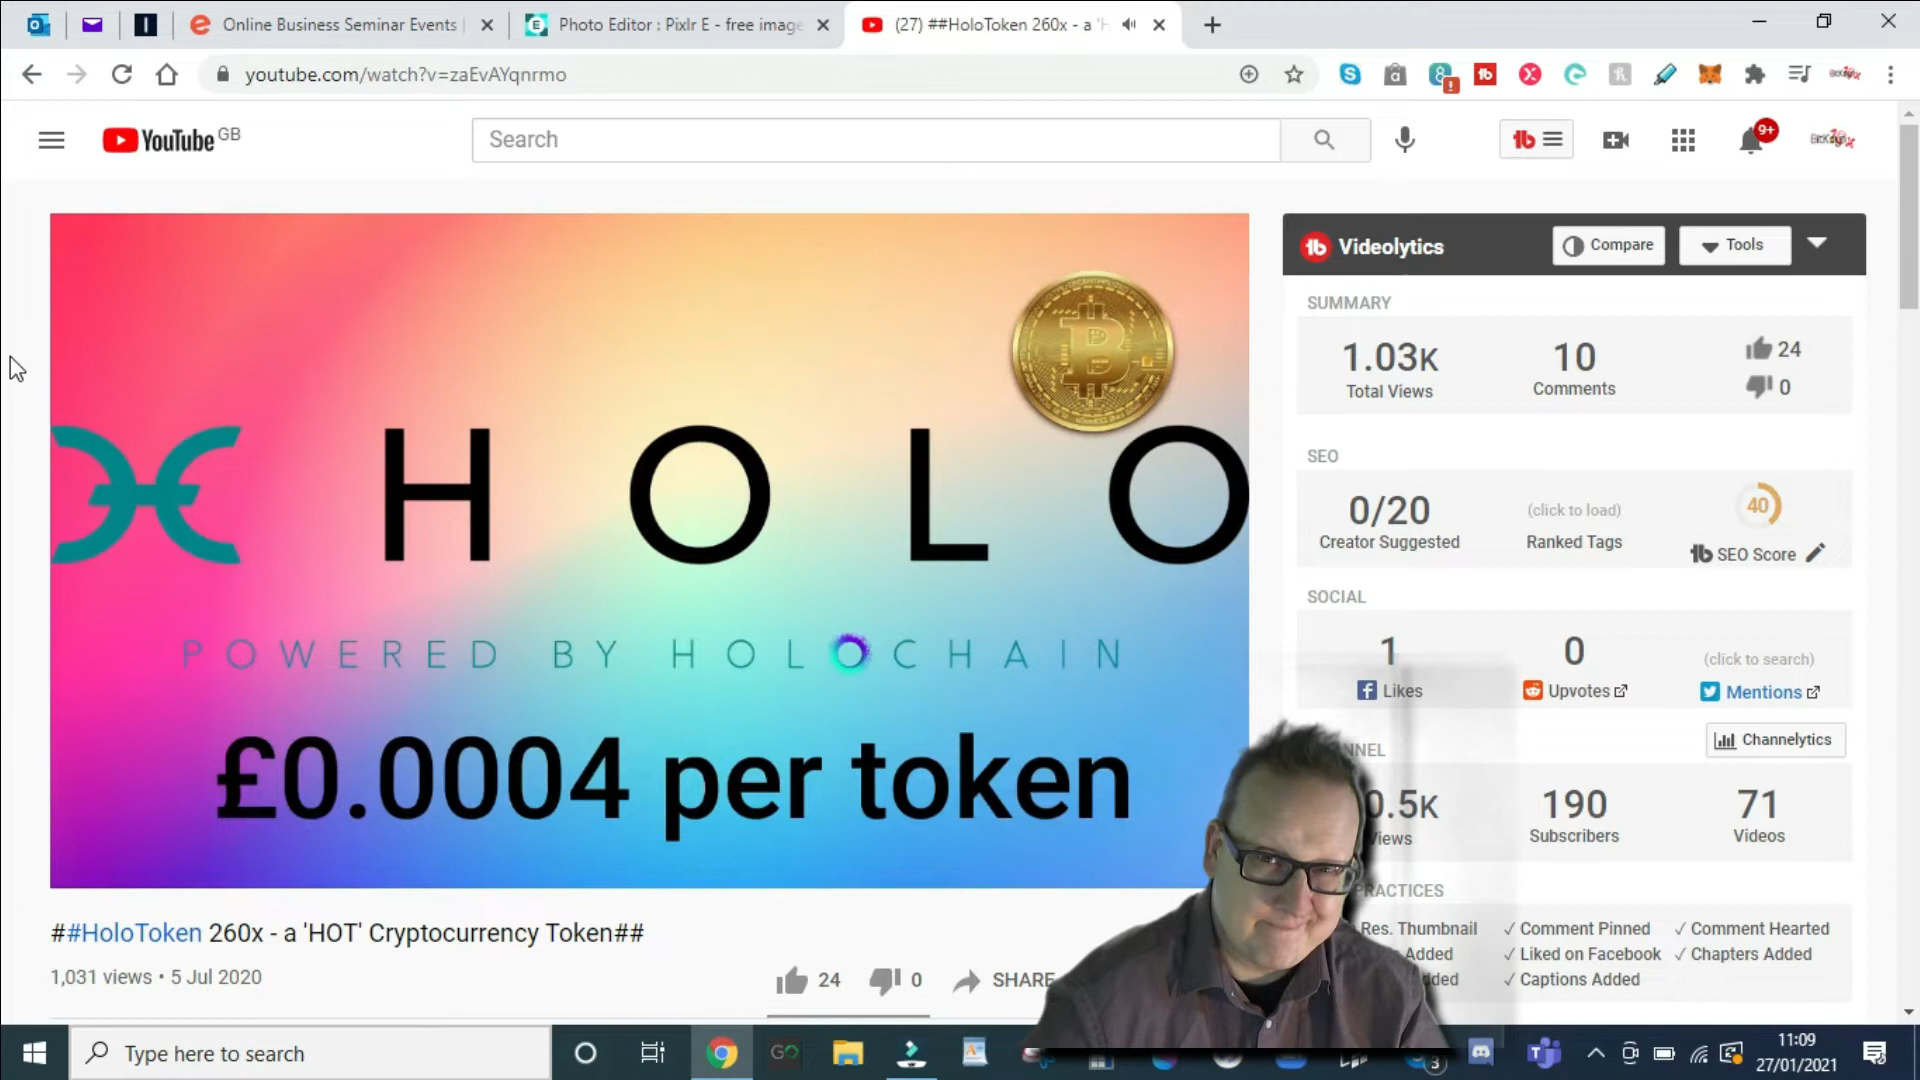 Online Business Seminar Events
Photo Editor : Pixlr E - free image
(27) ##HoloToken 260x - a 'H
youtube.com/watch?v=zaEvAYqnrmo
YouTube GB
Search
9+
HOLO
POWERED BY HOLOCHAIN
£0.0004 per token
##HoloToken 260x - a 'HOT' Cryptocurrency Token##
1,031 views • 5 Jul 2020
24
0
SHARE
Videolytics
Compare
Tools
SUMMARY
1.03K
Total Views
10
Comments
24
0
SEO
0/20
Creator Suggested
(click to load)
Ranked Tags
40
SEO Score
SOCIAL
1
Likes
0
Upvotes
(click to search)
Mentions
Channelytics
190
Subscribers
71
Videos
PRACTICES
Res. Thumbnail
✓ Comment Pinned
✓ Comment Hearted
Added
✓ Liked on Facebook
✓ Chapters Added
✓ Captions Added
Type here to search
GO
3
11:09
27/01/2021